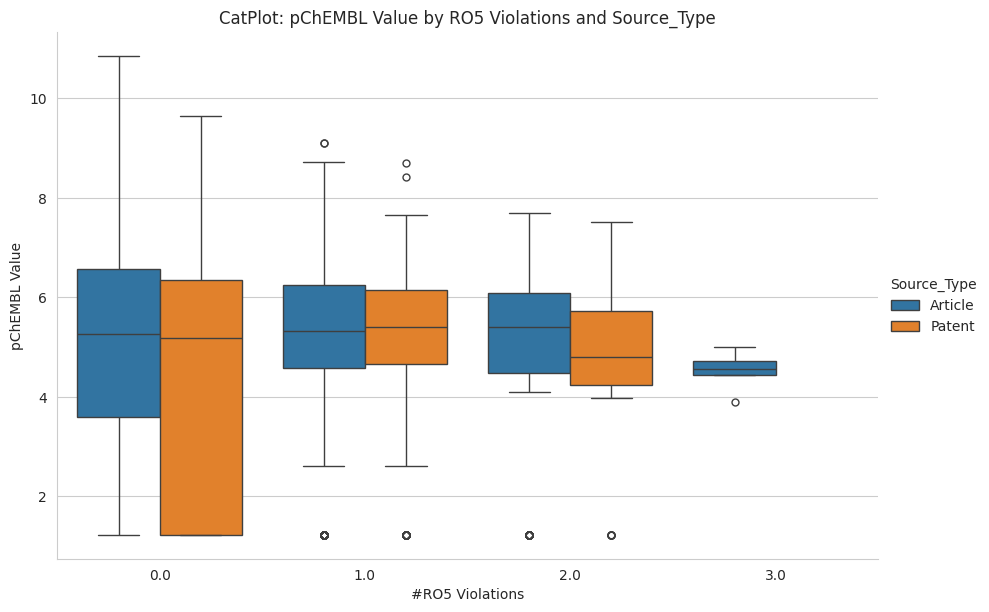 CatPlot: pChEMBL Value by RO5 Violations and Source_Type
10
8
6
4
2
pChEMBL Value
0.0 1.0 2.0 3.0
#RO5 Violations
Source_Type
Article
Patent